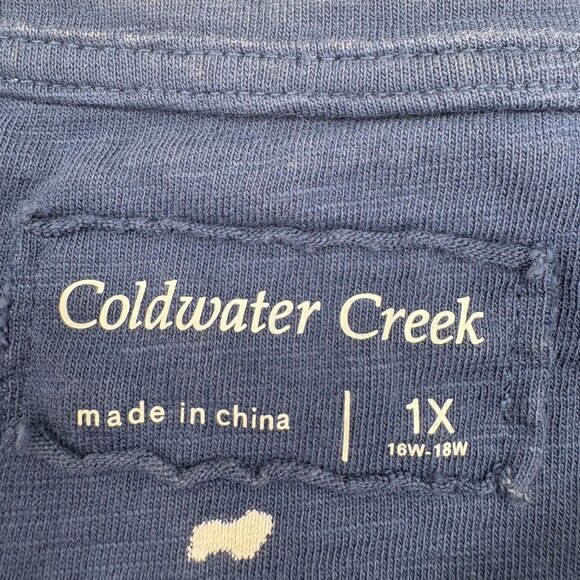 Coldwater Creek
made in china | 1X
16W-18W